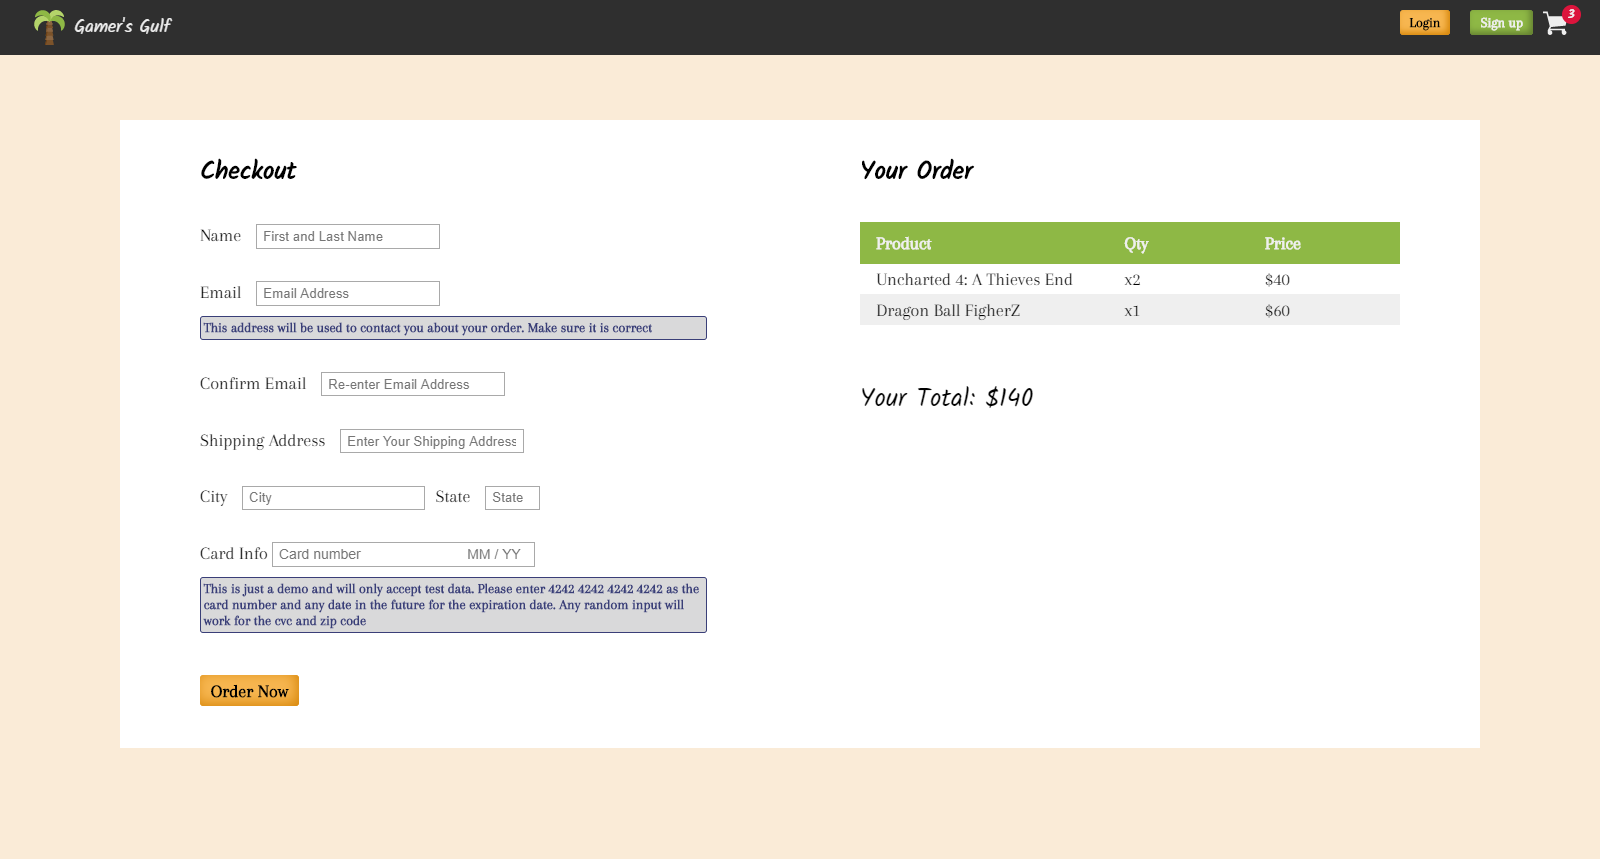 Gamer's Gulf
Login
Sign up
3
Checkout
Name First and Last Name
Email Email Address
This address will be used to contact you about your order. Make sure it is correct
Confirm Email Re-enter Email Address
Shipping Address Enter Your Shipping Address
City City State State
Card Info Card number MM / YY
This is just a demo and will only accept test data. Please enter 4242 4242 4242 4242 as the
card number and any date in the future for the expiration date. Any random input will
work for the cvc and zip code
Order Now
Your Order
Product Qty Price
Uncharted 4: A Thieves End x2 $40
Dragon Ball FigherZ x1 $60
Your Total: $140